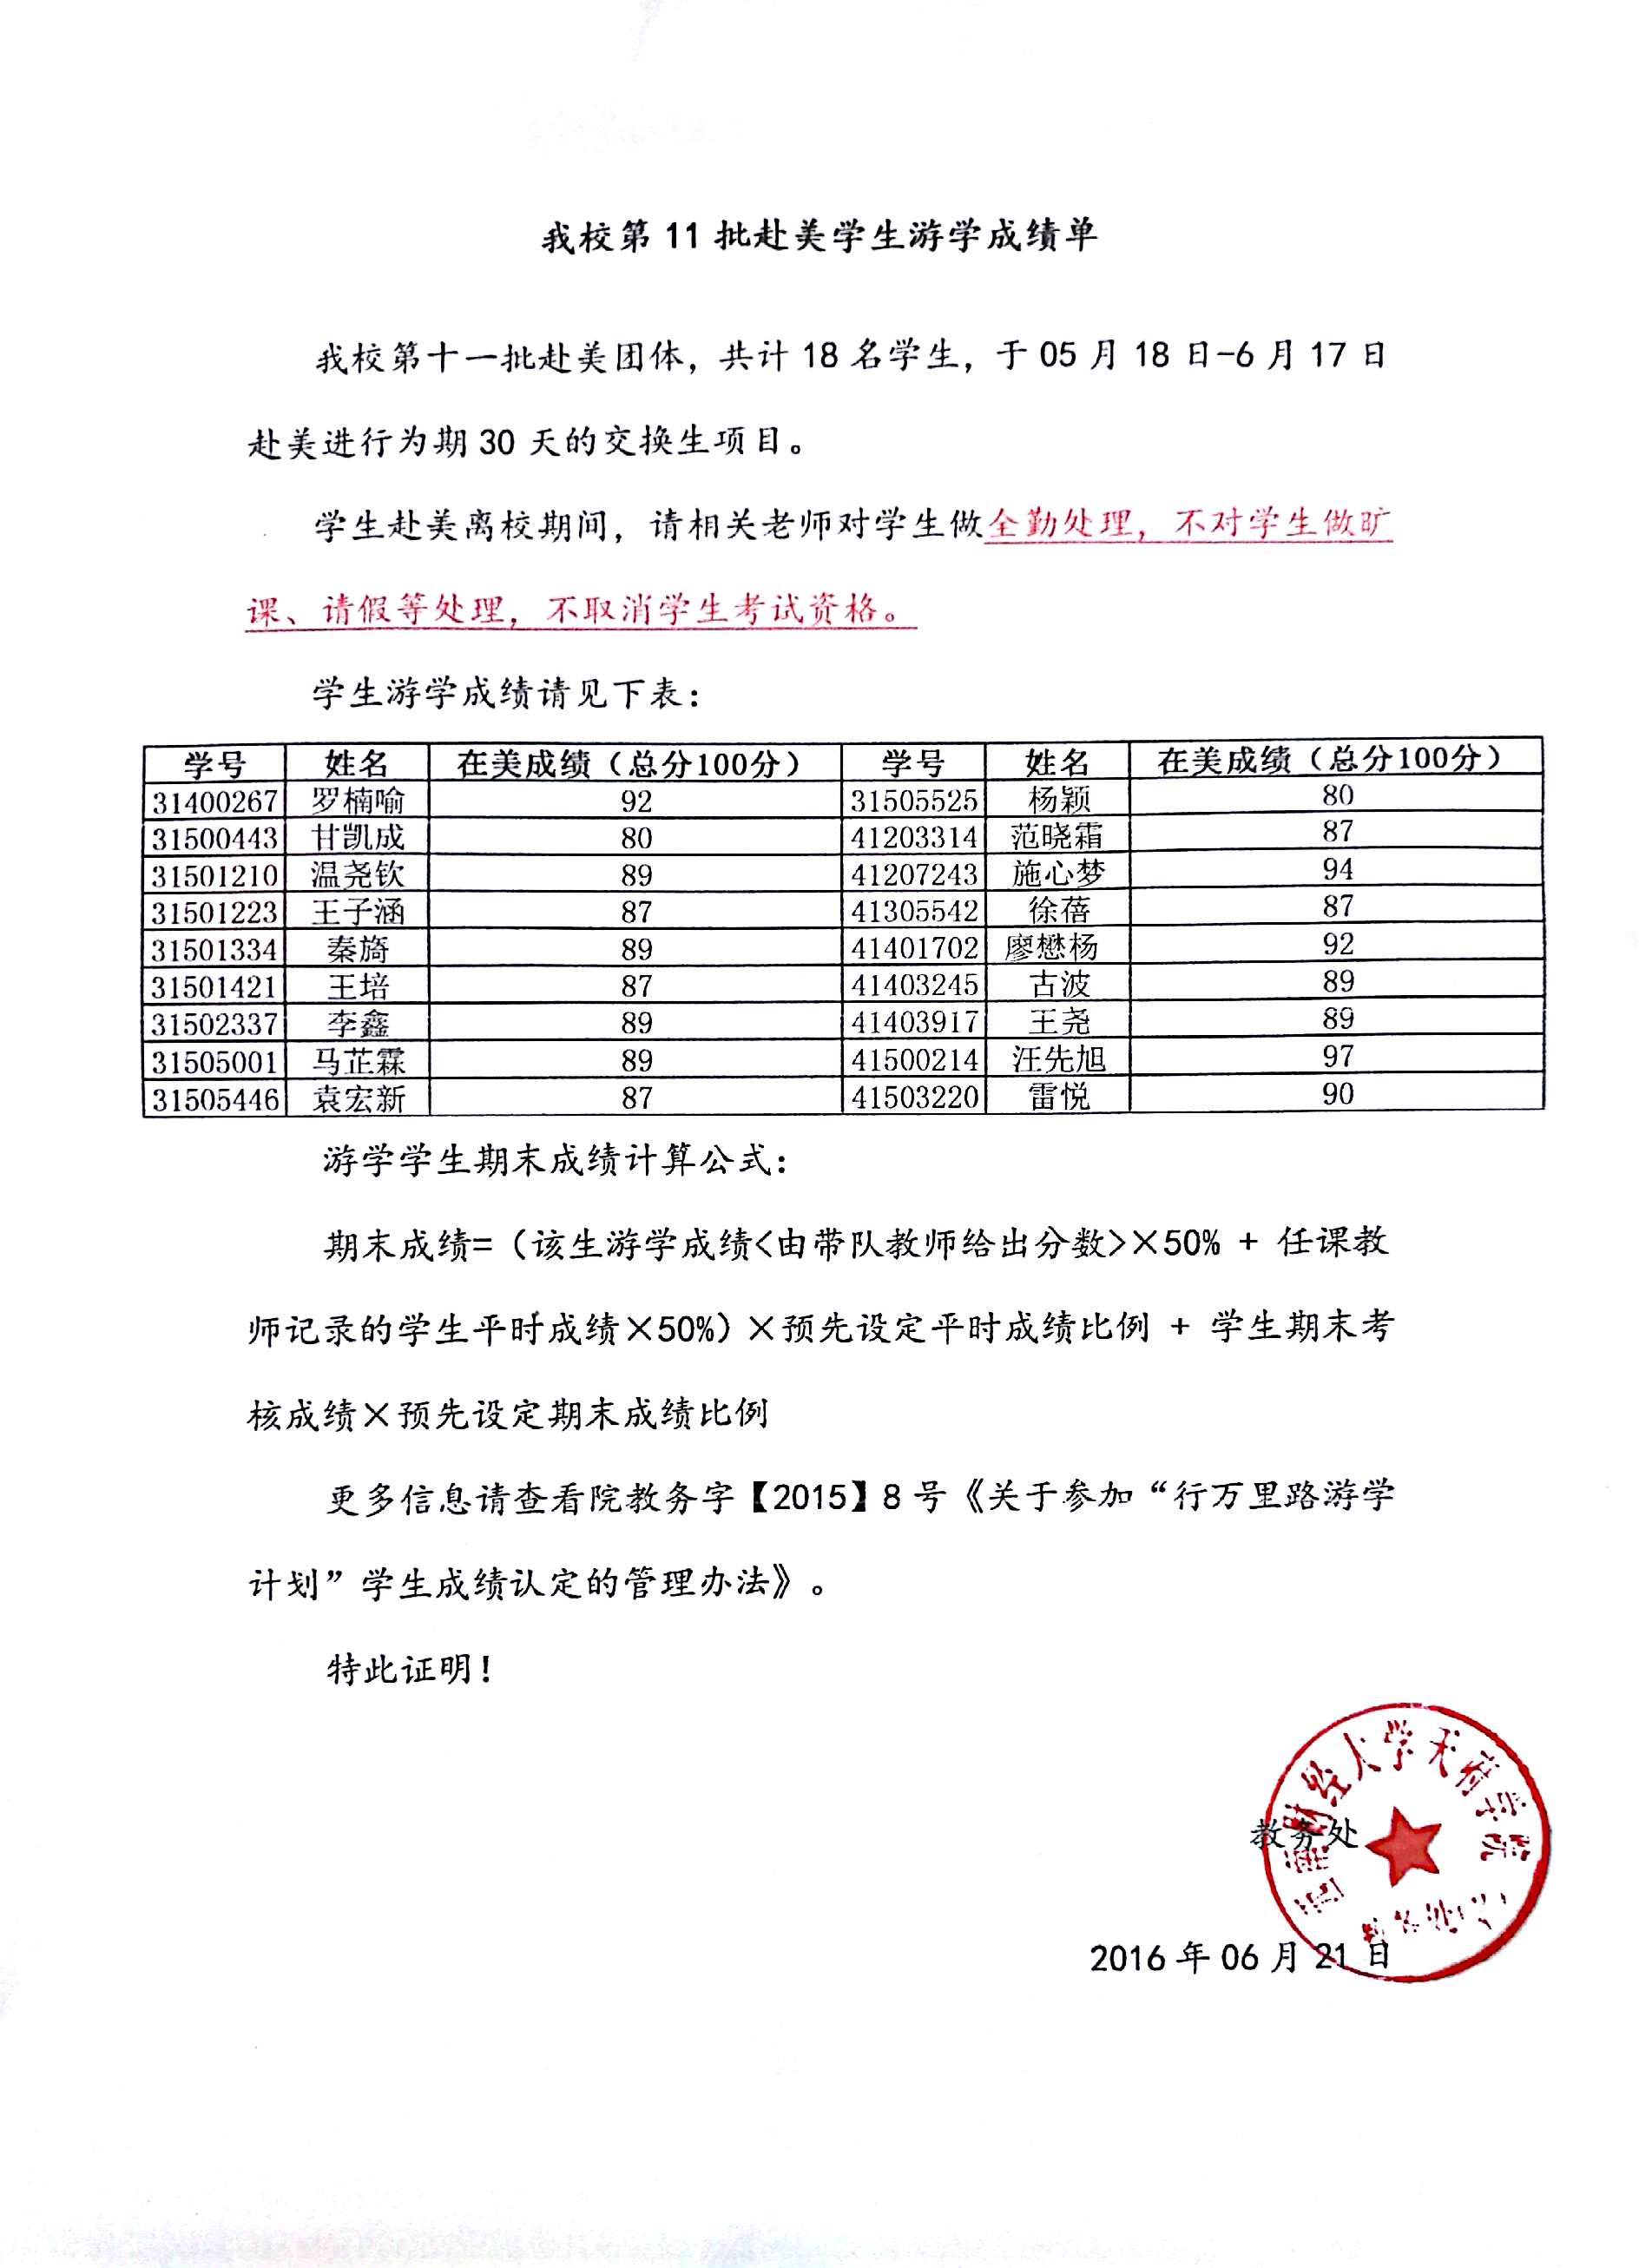 我校第 11 批赴美学生游学成绩单
我校第十一批赴美团体，共计 18 名学生，于 05 月 18 日-6 月 17 日
赴美进行为期 30 天的交换生项目。
学生赴美离校期间，请相关老师对学生做全勤处理，不对学生做旷
课、请假等处理，不取消学生考试资格。
学生游学成绩请见下表：
学号 姓名 在美成绩（总分100分） 学号 姓名 在美成绩（总分100分）
31400267 罗楠喻 92 31505525 杨颖 80
31500443 甘凯成 80 41203314 范晓霜 87
31501210 温尧钦 89 41207243 施心梦 94
31501223 王子涵 87 41305542 徐蓓 87
31501334 秦旖 89 41401702 廖懋杨 92
31501421 王培 87 41403245 古波 89
31502337 李鑫 89 41403917 王尧 89
31505001 马芷霖 89 41500214 汪先旭 97
31505446 袁宏新 87 41503220 雷悦 90
游学学生期末成绩计算公式：
期末成绩=（该生游学成绩<由带队教师给出分数>×50% + 任课教
师记录的学生平时成绩×50%）×预先设定平时成绩比例 + 学生期末考
核成绩×预先设定期末成绩比例
更多信息请查看院教务字【2015】8 号《关于参加“行万里路游学
计划”学生成绩认定的管理办法》。
特此证明！
西南财经大学天府学院
教务处
2016 年 06 月 21 日